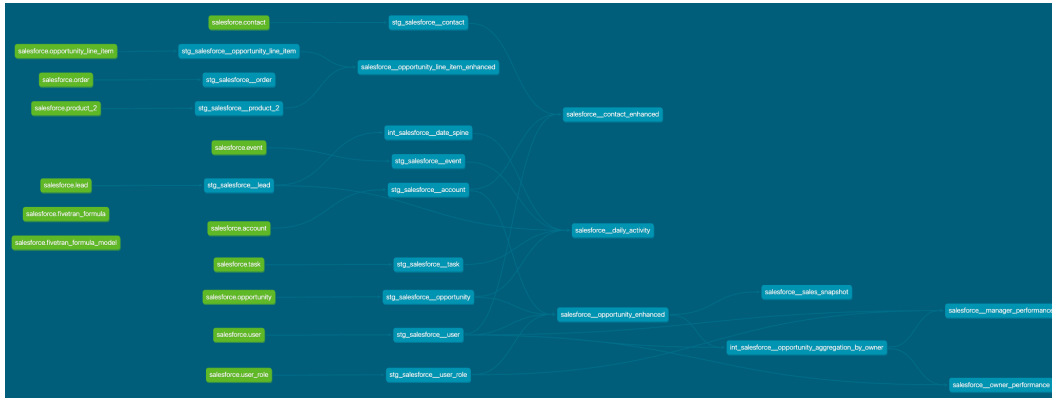 salesforce.contact
stg_salesforce__contact
salesforce.opportunity_line_item
stg_salesforce__opportunity_line_item
salesforce__opportunity_line_item_enhanced
salesforce.order
stg_salesforce__order
salesforce.product_2
stg_salesforce__product_2
salesforce__contact_enhanced
int_salesforce__date_spine
salesforce.event
stg_salesforce__event
salesforce.lead
stg_salesforce__lead
stg_salesforce__account
salesforce.fivetran_formula
salesforce.account
salesforce__daily_activity
salesforce.fivetran_formula_model
salesforce.task
stg_salesforce__task
salesforce.opportunity
stg_salesforce__opportunity
salesforce__sales_snapshot
salesforce__opportunity_enhanced
salesforce__manager_performance
salesforce.user
stg_salesforce__user
int_salesforce__opportunity_aggregation_by_owner
salesforce.user_role
stg_salesforce__user_role
salesforce__owner_performance